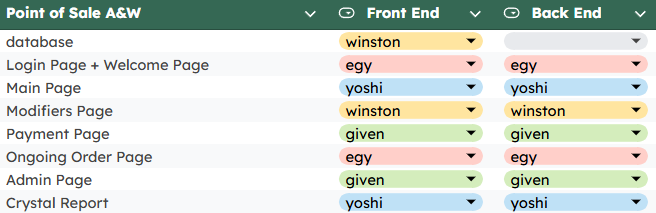 Point of Sale A&W Front End Back End
database winston
Login Page + Welcome Page egy egy
Main Page yoshi yoshi
Modifiers Page winston winston
Payment Page given given
Ongoing Order Page egy egy
Admin Page given given
Crystal Report yoshi yoshi